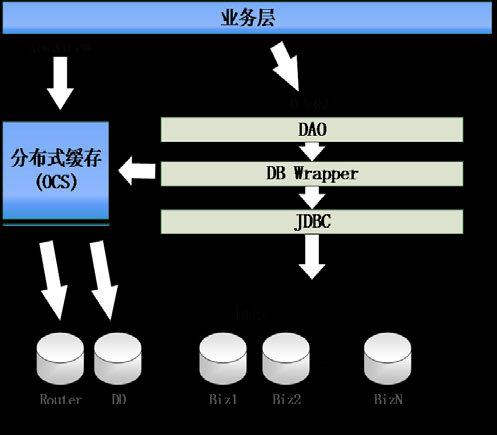 业务层
DAO
分布式缓存
(OCS)
DB Wrapper
JDBC
Router
DD
Biz1
Biz2
BizN